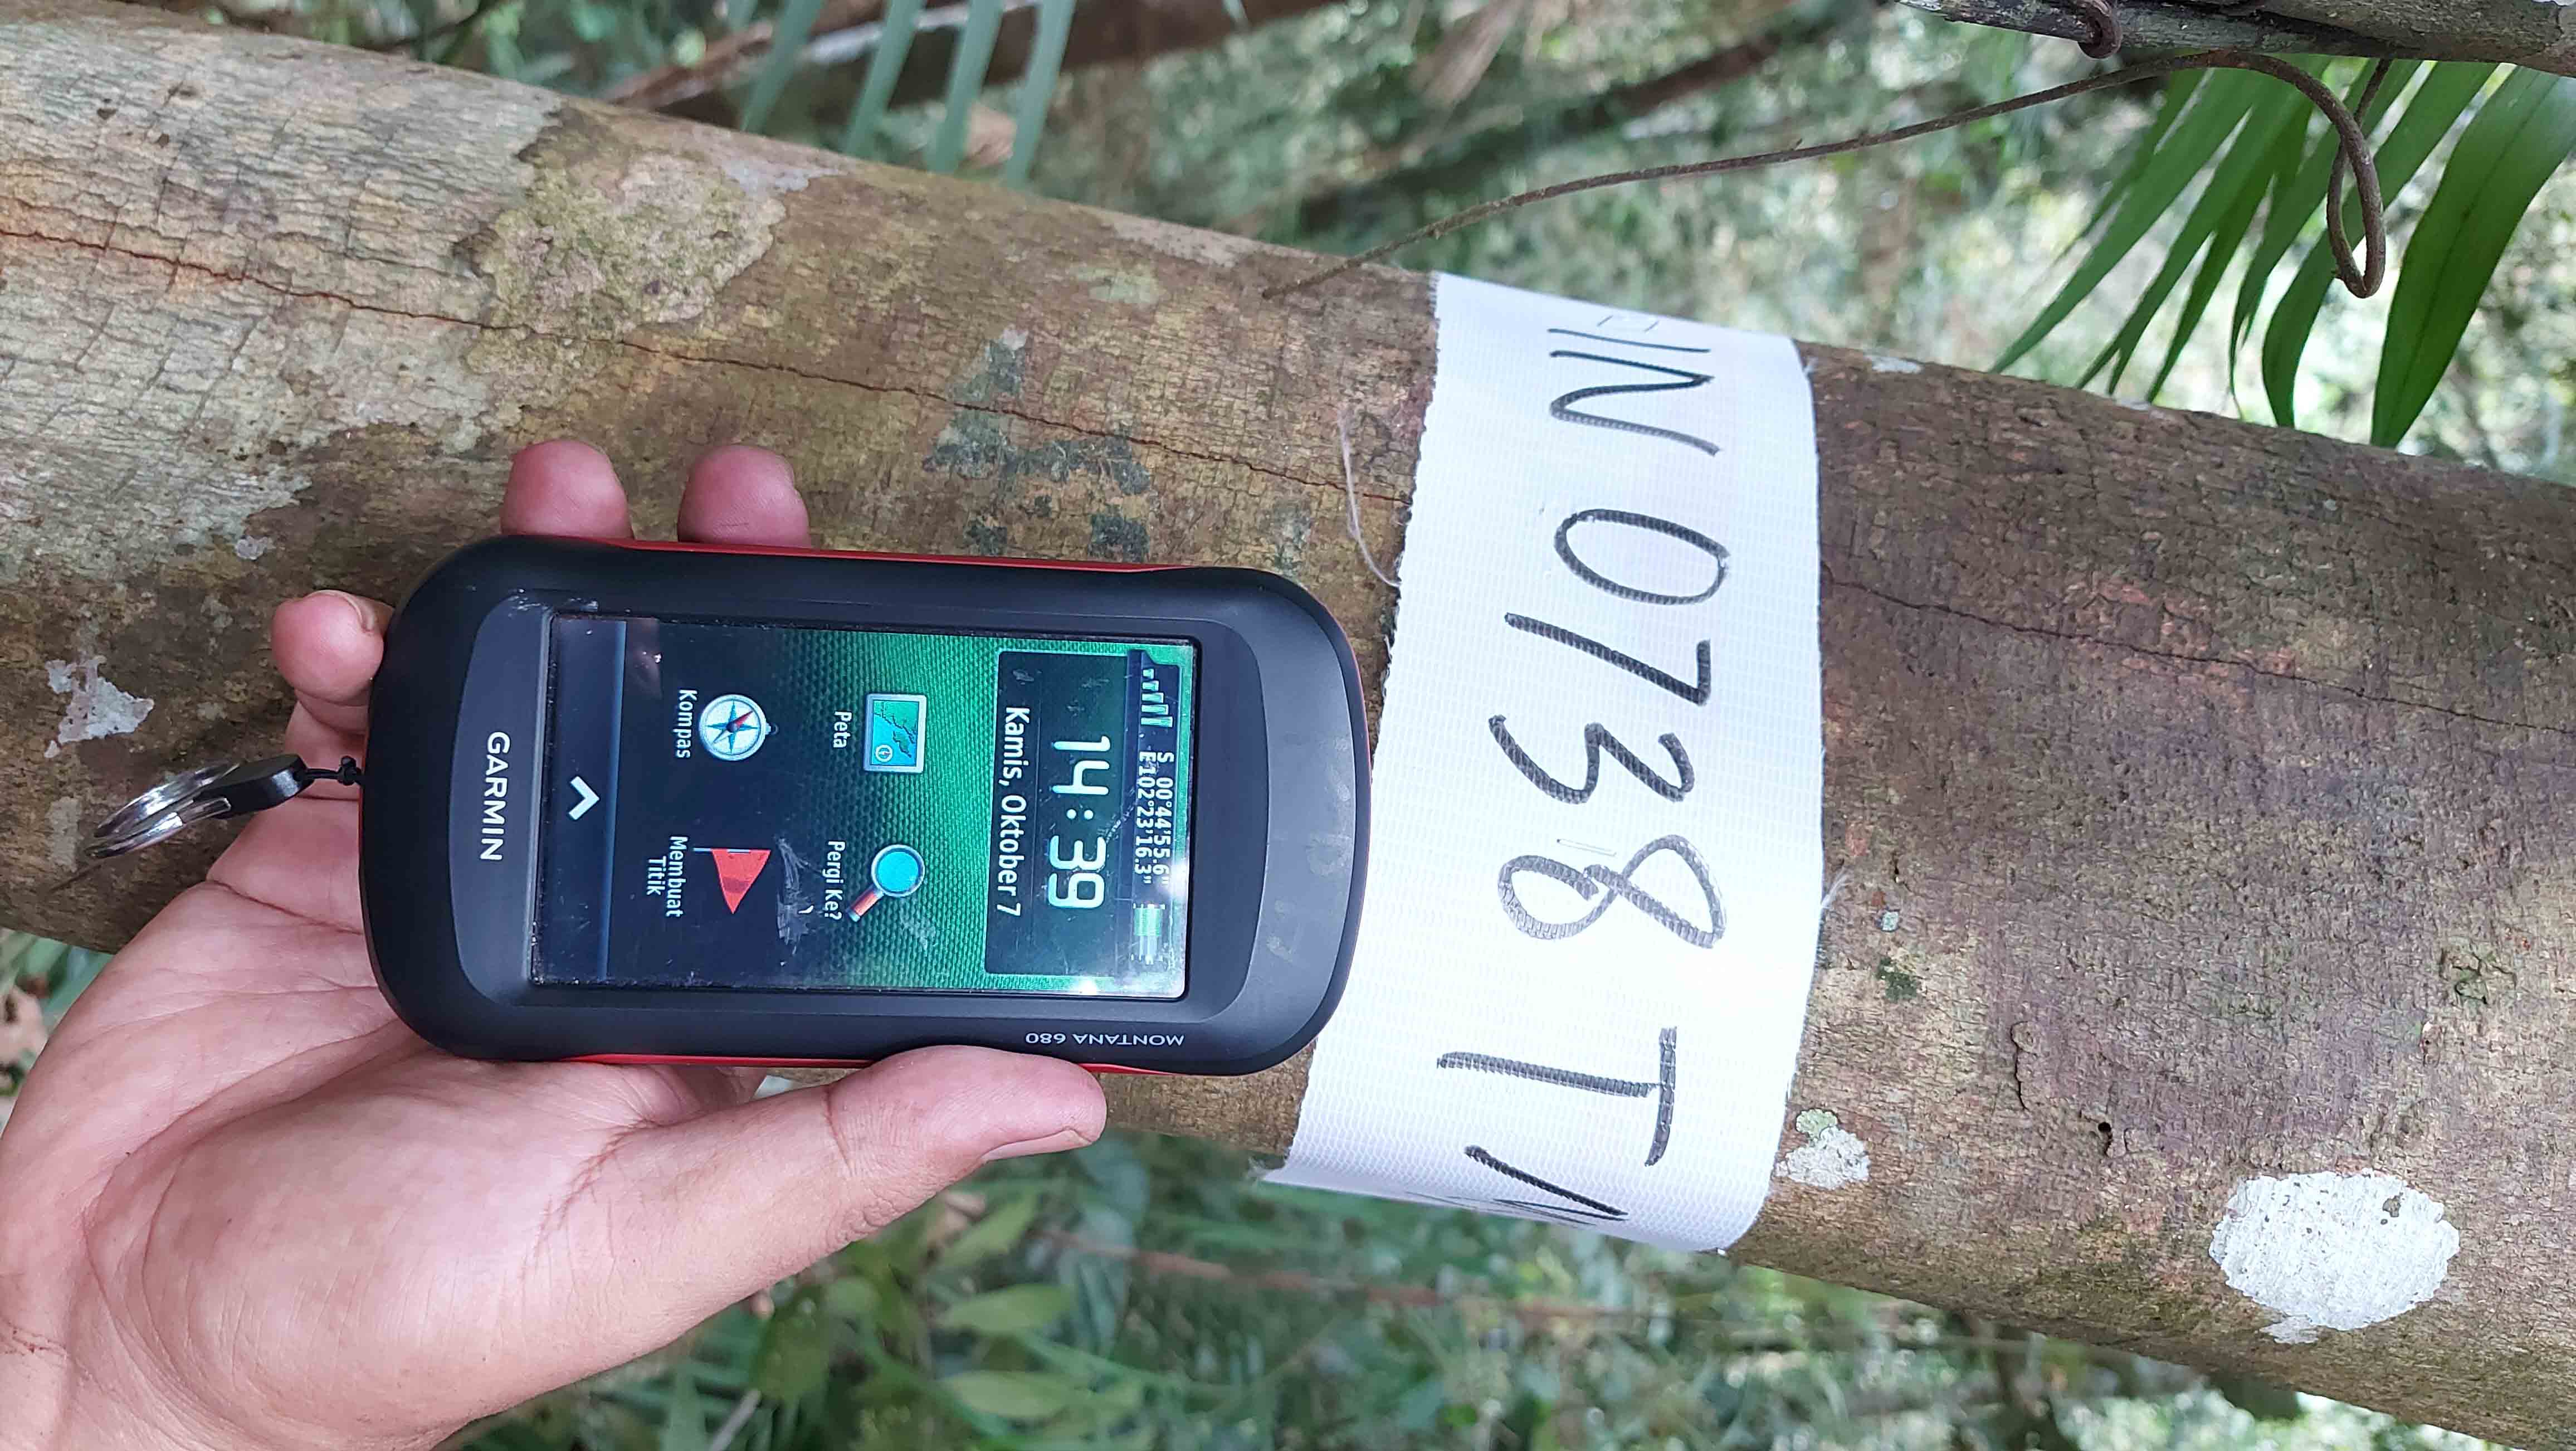 IN 0738 T
MONTANA 680
S 00°44'55.6"
E102°23'16.3"
14:39
Kamis, Oktober 7
Peta
Pergi Ke?
Kompas
Membuat
Titik
GARMIN